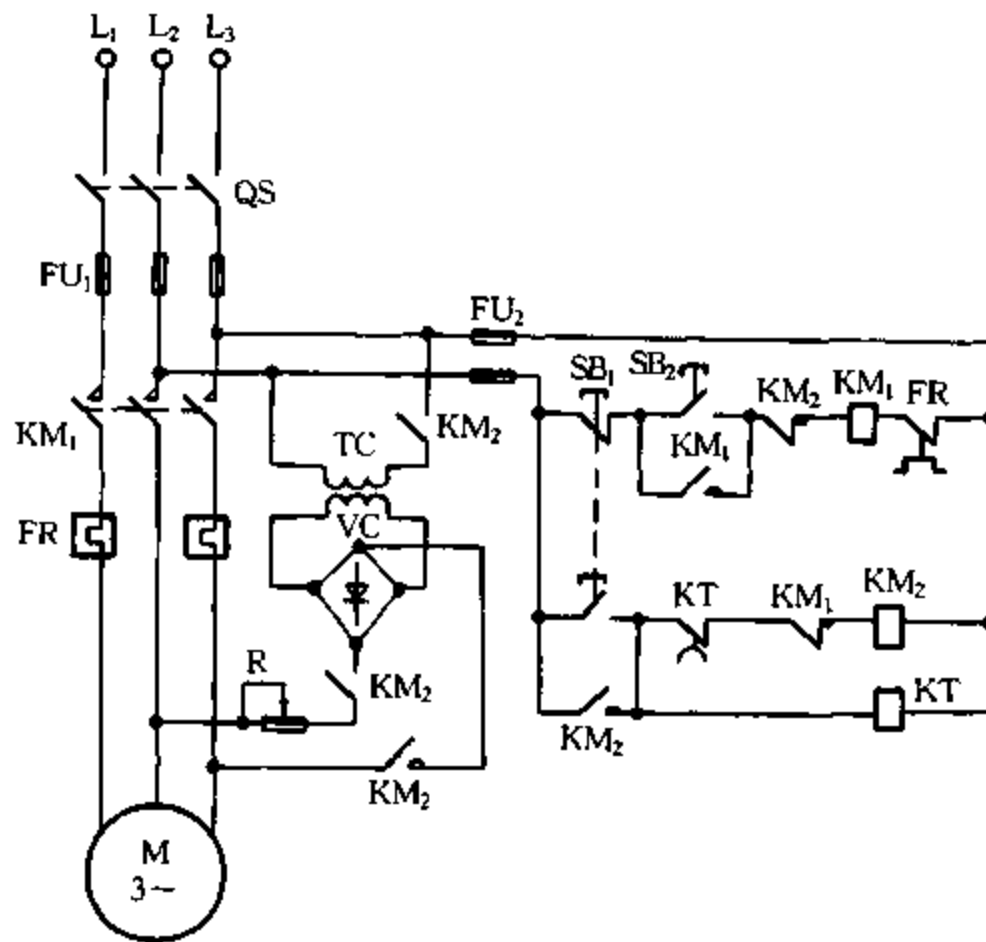 L₁ L₂ L₃
QS
FU₁
FU₂
SB₁ SB₂ KM₂ KM₁ FR
KM₁ KM₂ KM₁
TC
FR VC
KT KM₁ KM₂
R KM₂ KT
KM₂
KM₂
M
3~